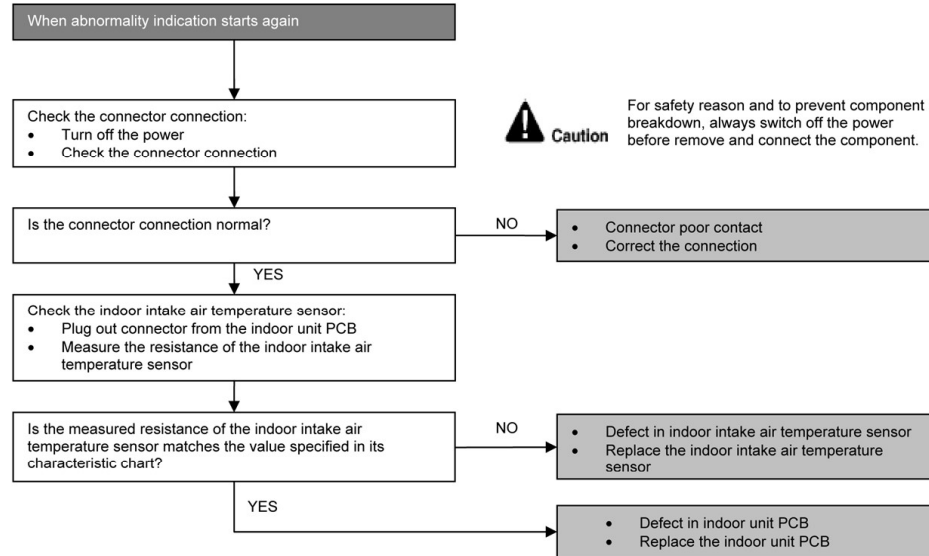 When abnormality indication starts again
Check the connector connection:
• Turn off the power
• Check the connector connection
Caution
For safety reason and to prevent component
breakdown, always switch off the power
before remove and connect the component.
Is the connector connection normal?
NO
• Connector poor contact
• Correct the connection
YES
Check the indoor intake air temperature sensor:
• Plug out connector from the indoor unit PCB
• Measure the resistance of the indoor intake air
temperature sensor
Is the measured resistance of the indoor intake air
temperature sensor matches the value specified in its
characteristic chart?
NO
• Defect in indoor intake air temperature sensor
• Replace the indoor intake air temperature
sensor
YES
• Defect in indoor unit PCB
• Replace the indoor unit PCB